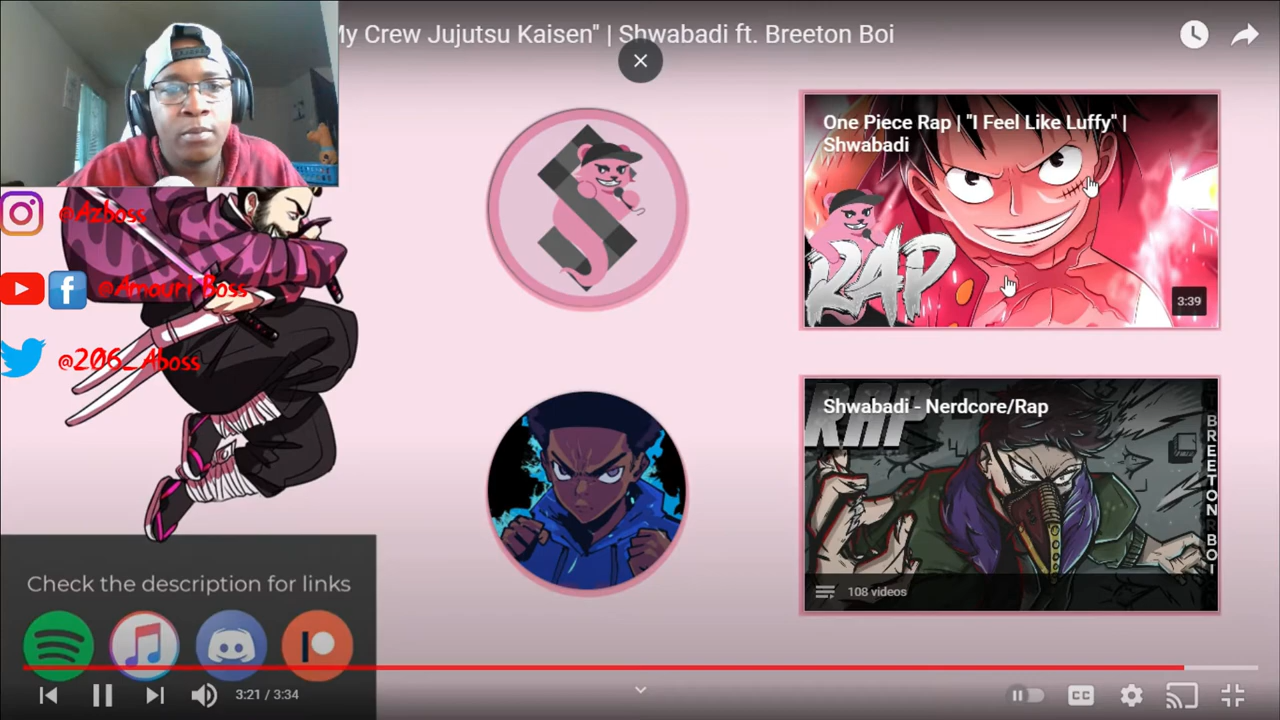 My Crew Jujutsu Kaisen" | Shwabadi ft. Breeton Boi
One Piece Rap | "I Feel Like Luffy" |
Shwabadi
RAP
3:39
@Azboss
@Amouri Boss
@206_Aboss
RAP
Shwabadi - Nerdcore/Rap
BREETON BOI
108 videos
Check the description for links
3:21 / 3:34
CC